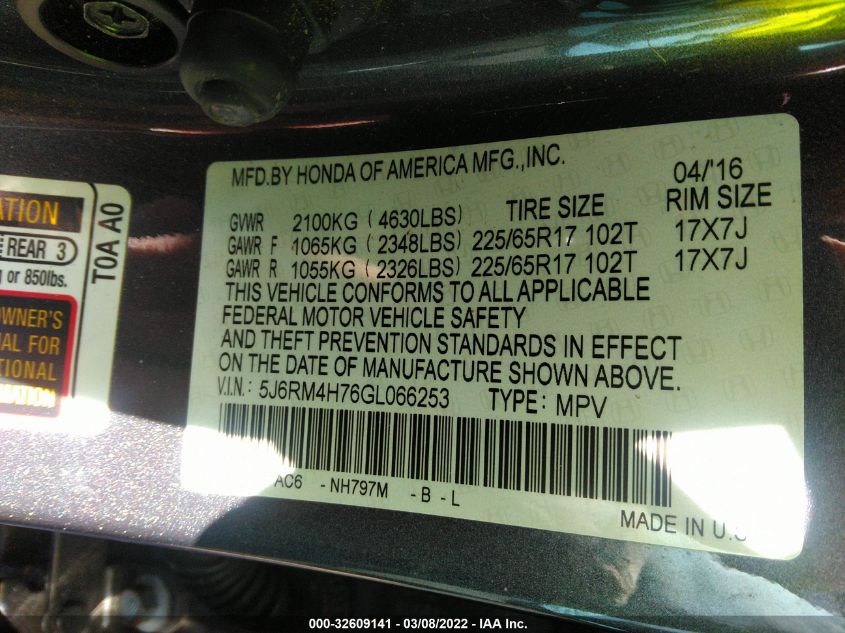 MFD.BY HONDA OF AMERICA MFG.,INC. 04/'16
GVWR 2100KG ( 4630LBS) TIRE SIZE RIM SIZE
GAWR F 1065KG ( 2348LBS) 225/65R17 102T 17X7J
GAWR R 1055KG ( 2326LBS) 225/65R17 102T 17X7J
THIS VEHICLE CONFORMS TO ALL APPLICABLE
FEDERAL MOTOR VEHICLE SAFETY
AND THEFT PREVENTION STANDARDS IN EFFECT
ON THE DATE OF MANUFACTURE SHOWN ABOVE.
V.I.N.: 5J6RM4H76GL066253 TYPE: MPV
AC6 - NH797M - B - L
MADE IN U.S
ATION
REAR 3
or 850lbs.
T0A A0
OWNER'S
AL FOR
TIONAL
000-32609141 - 03/08/2022 - IAA Inc.